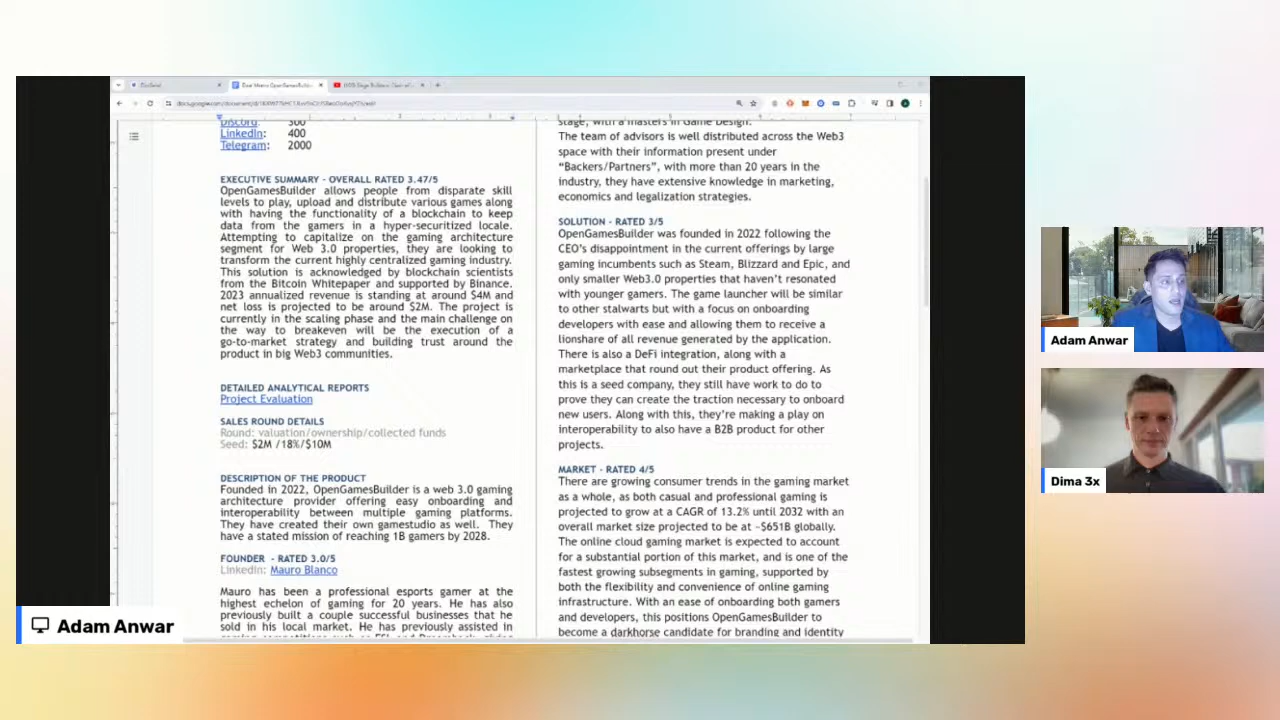 Discord: 300
LinkedIn: 400
Telegram: 2000
EXECUTIVE SUMMARY - OVERALL RATED 3.47/5
OpenGamesBuilder allows people from disparate skill
levels to play, upload and distribute various games along
with having the functionality of a blockchain to keep
data from the gamers in a hyper-securitized locale.
Attempting to capitalize on the gaming architecture
segment for Web 3.0 properties, they are looking to
transform the current highly centralized gaming industry.
This solution is acknowledged by blockchain scientists
from the Bitcoin Whitepaper and supported by Binance.
2023 annualized revenue is standing at around $4M and
net loss is projected to be around $2M. The project is
currently in the scaling phase and the main challenge on
the way to breakeven will be the execution of a
go-to-market strategy and building trust around the
product in big Web3 communities.
DETAILED ANALYTICAL REPORTS
Project Evaluation
SALES ROUND DETAILS
Round: valuation/ownership/collected funds
Seed: $2M /18%/$10M
DESCRIPTION OF THE PRODUCT
Founded in 2022, OpenGamesBuilder is a web 3.0 gaming
architecture provider offering easy onboarding and
interoperability between multiple gaming platforms.
They have created their own gamestudio as well. They
have a stated mission of reaching 1B gamers by 2028.
FOUNDER - RATED 3.0/5
Linkedin: Mauro Blanco
Mauro has been a professional esports gamer at the
highest echelon of gaming for 20 years. He has also
previously built a couple successful businesses that he
sold in his local market. He has previously assisted in
stage, with a masters in Game Design.
The team of advisors is well distributed across the Web3
space with their information present under
“Backers/Partners”, with more than 20 years in the
industry, they have extensive knowledge in marketing,
economics and legalization strategies.
SOLUTION - RATED 3/5
OpenGamesBuilder was founded in 2022 following the
CEO’s disappointment in the current offerings by large
gaming incumbents such as Steam, Blizzard and Epic, and
only smaller Web3.0 properties that haven’t resonated
with younger gamers. The game launcher will be similar
to other stalwarts but with a focus on onboarding
developers with ease and allowing them to receive a
lionshare of all revenue generated by the application.
There is also a DeFi integration, along with a
marketplace that round out their product offering. As
this is a seed company, they still have work to do to
prove they can create the traction necessary to onboard
new users. Along with this, they’re making a play on
interoperability to also have a B2B product for other
projects.
MARKET - RATED 4/5
There are growing consumer trends in the gaming market
as a whole, as both casual and professional gaming is
projected to grow at a CAGR of 13.2% until 2032 with an
overall market size projected to be at ~$651B globally.
The online cloud gaming market is expected to account
for a substantial portion of this market, and is one of the
fastest growing subsegments in gaming, supported by
both the flexibility and convenience of online gaming
infrastructure. With an ease of onboarding both gamers
and developers, this positions OpenGamesBuilder to
become a darkhorse candidate for branding and identity
Adam Anwar
Dima 3x
Adam Anwar